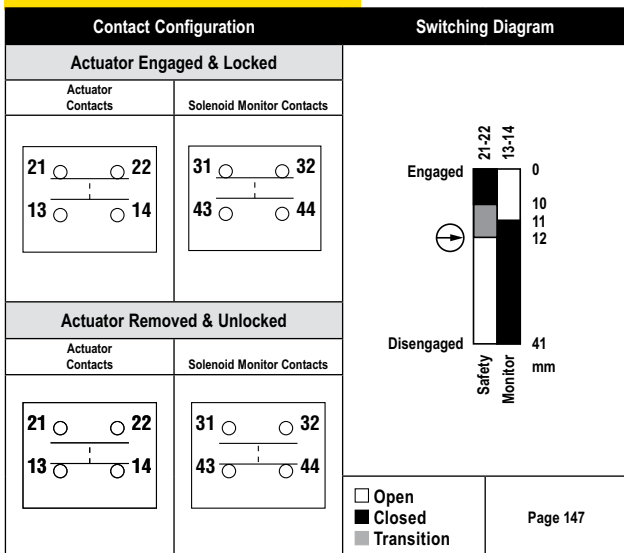 Contact Configuration
Switching Diagram
Actuator Engaged & Locked
Actuator
Contacts
Solenoid Monitor Contacts
21 22
13 14
31 32
43 44
Actuator Removed & Unlocked
Actuator
Contacts
Solenoid Monitor Contacts
21 22
13 14
31 32
43 44
21-22
13-14
Engaged
0
10
11
12
Disengaged
41
mm
Safety
Monitor
Open
Closed
Transition
Page 147